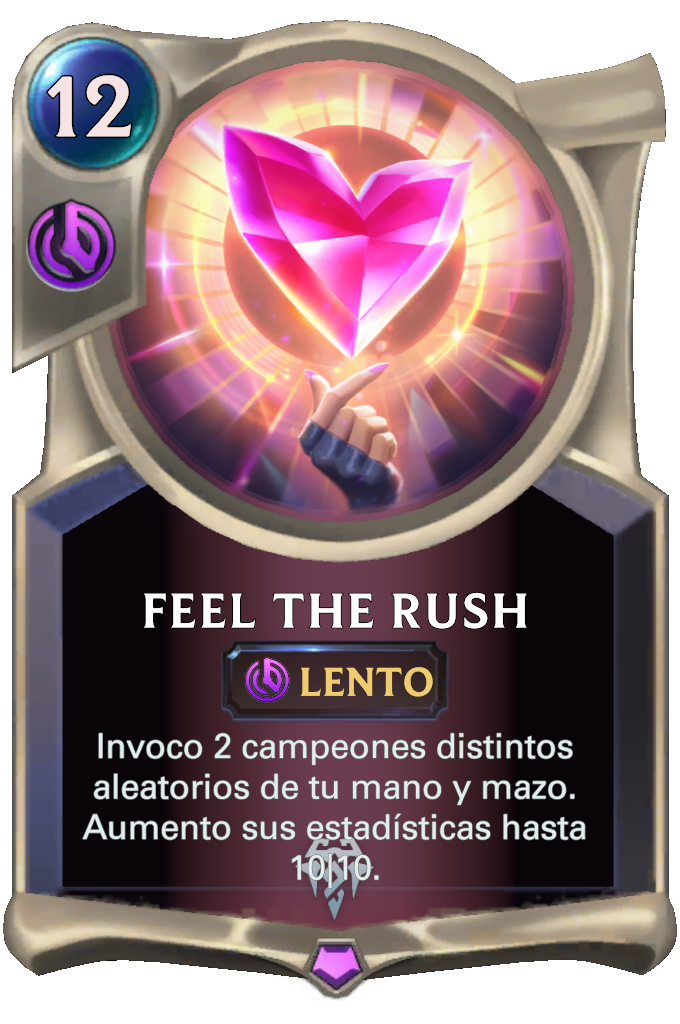 12
FEEL THE RUSH
LENTO
Invoco 2 campeones distintos
aleatorios de tu mano y mazo.
Aumento sus estadísticas hasta
10|10.